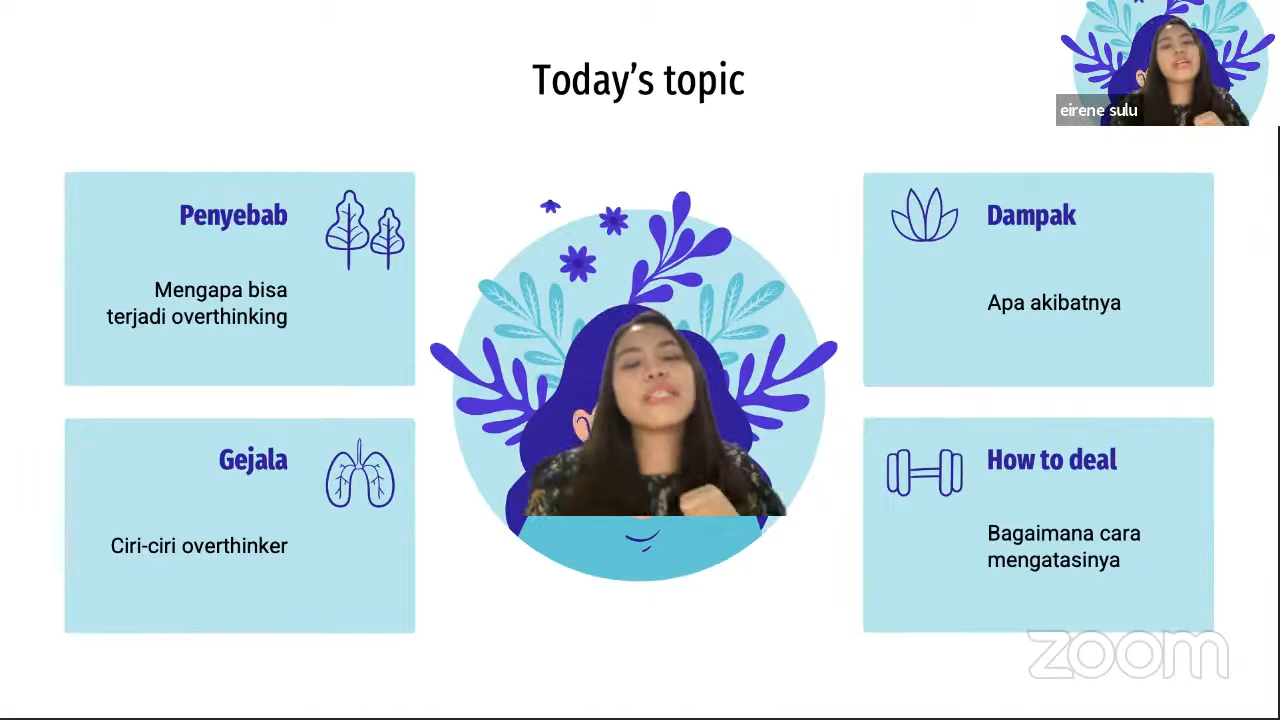 Today's topic
eirene sulu
Penyebab
Mengapa bisa
terjadi overthinking
Dampak
Apa akibatnya
Gejala
Ciri-ciri overthinker
How to deal
Bagaimana cara
mengatasinya
zoom